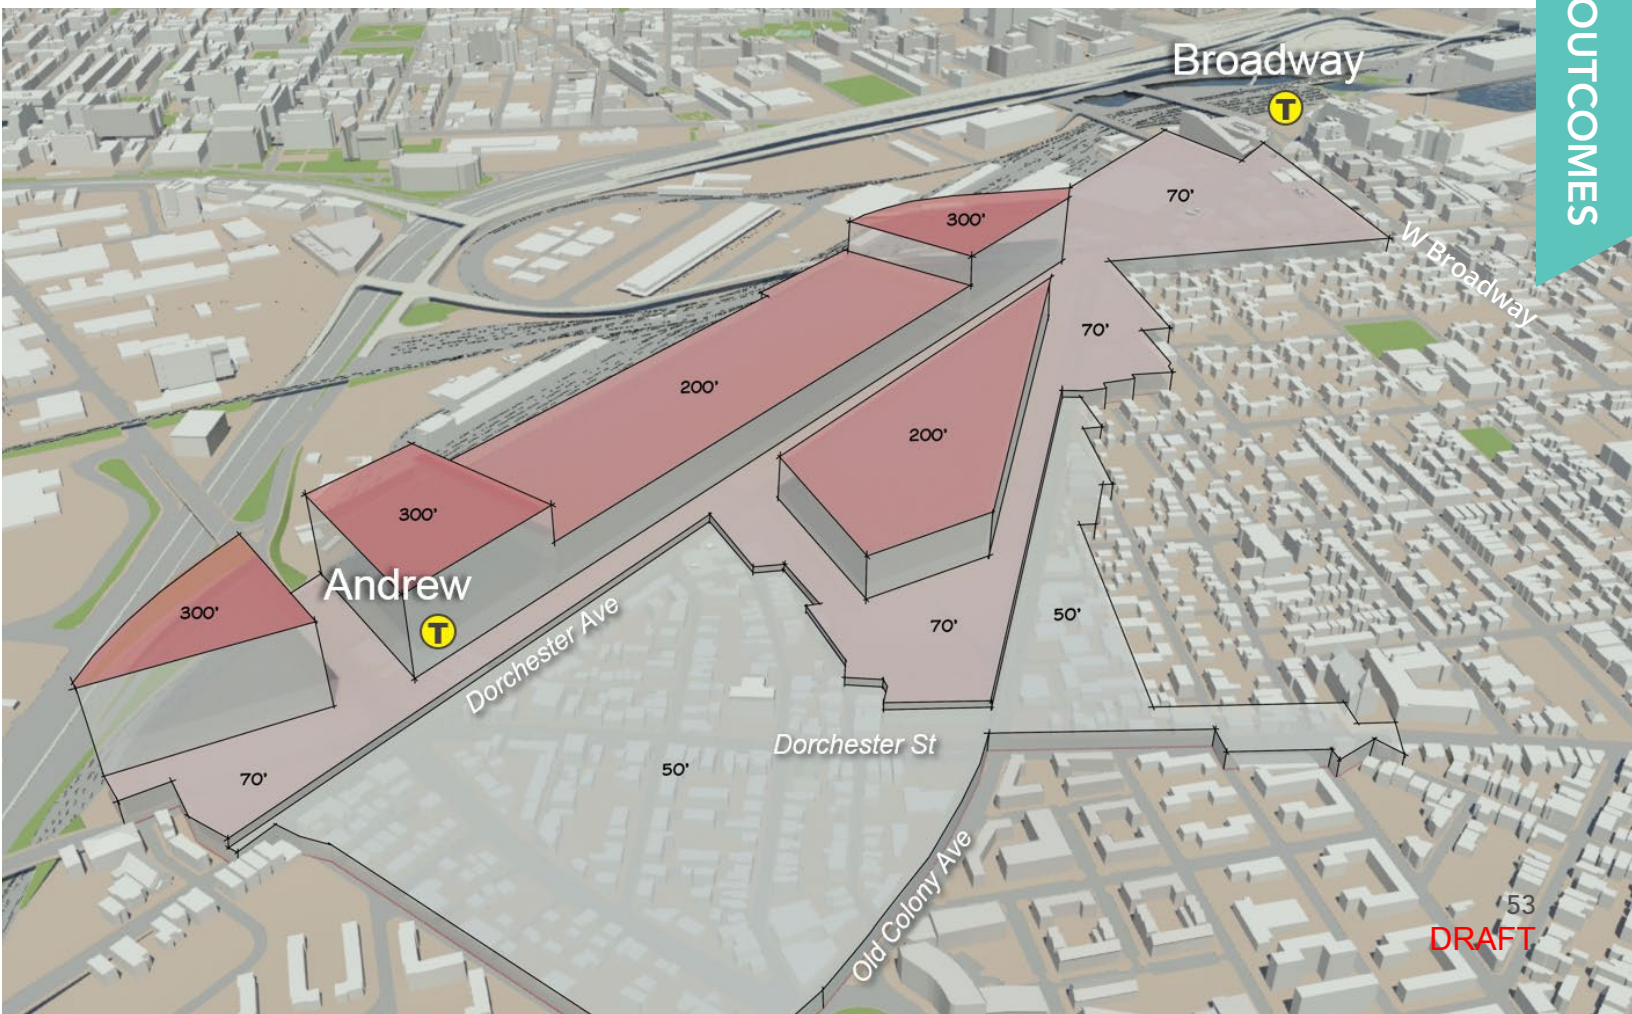 OUTCOMES
Broadway
T
70'
300'
W Broadway
70'
200'
200'
300'
Andrew
T
300'
Dorchester Ave
70'
50'
Dorchester St
50'
70'
Old Colony Ave
53
DRAFT